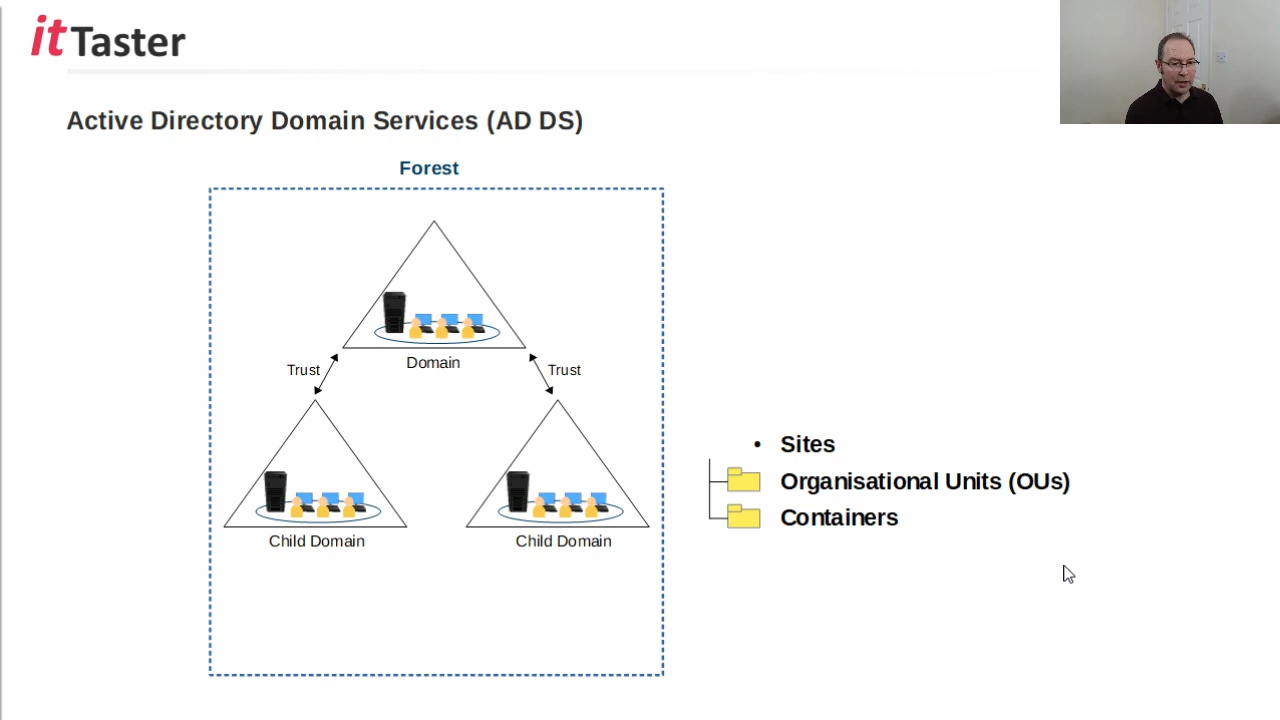 itTaster
Active Directory Domain Services (AD DS)
Forest
Trust
Domain
Trust
Child Domain
Child Domain
• Sites
Organisational Units (OUs)
Containers